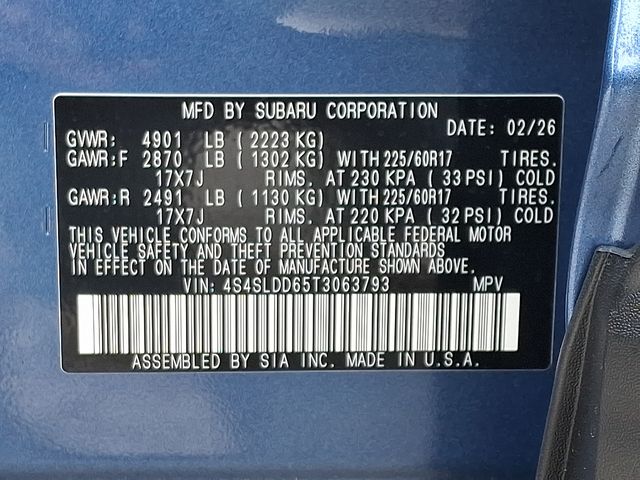 MFD BY SUBARU CORPORATION
DATE: 02/26
GVWR: 4901 LB ( 2223 KG)
GAWR:F 2870 LB ( 1302 KG) WITH 225/60R17 TIRES.
17X7J RIMS. AT 230 KPA ( 33 PSI) COLD
GAWR:R 2491 LB ( 1130 KG) WITH 225/60R17 TIRES.
17X7J RIMS. AT 220 KPA ( 32 PSI) COLD
THIS VEHICLE CONFORMS TO ALL APPLICABLE FEDERAL MOTOR
VEHICLE SAFETY AND THEFT PREVENTION STANDARDS
IN EFFECT ON THE DATE OF MANUFACTURE SHOWN ABOVE.
VIN: 4S4SLDD65T3063793 MPV
ASSEMBLED BY SIA INC. MADE IN U.S.A.